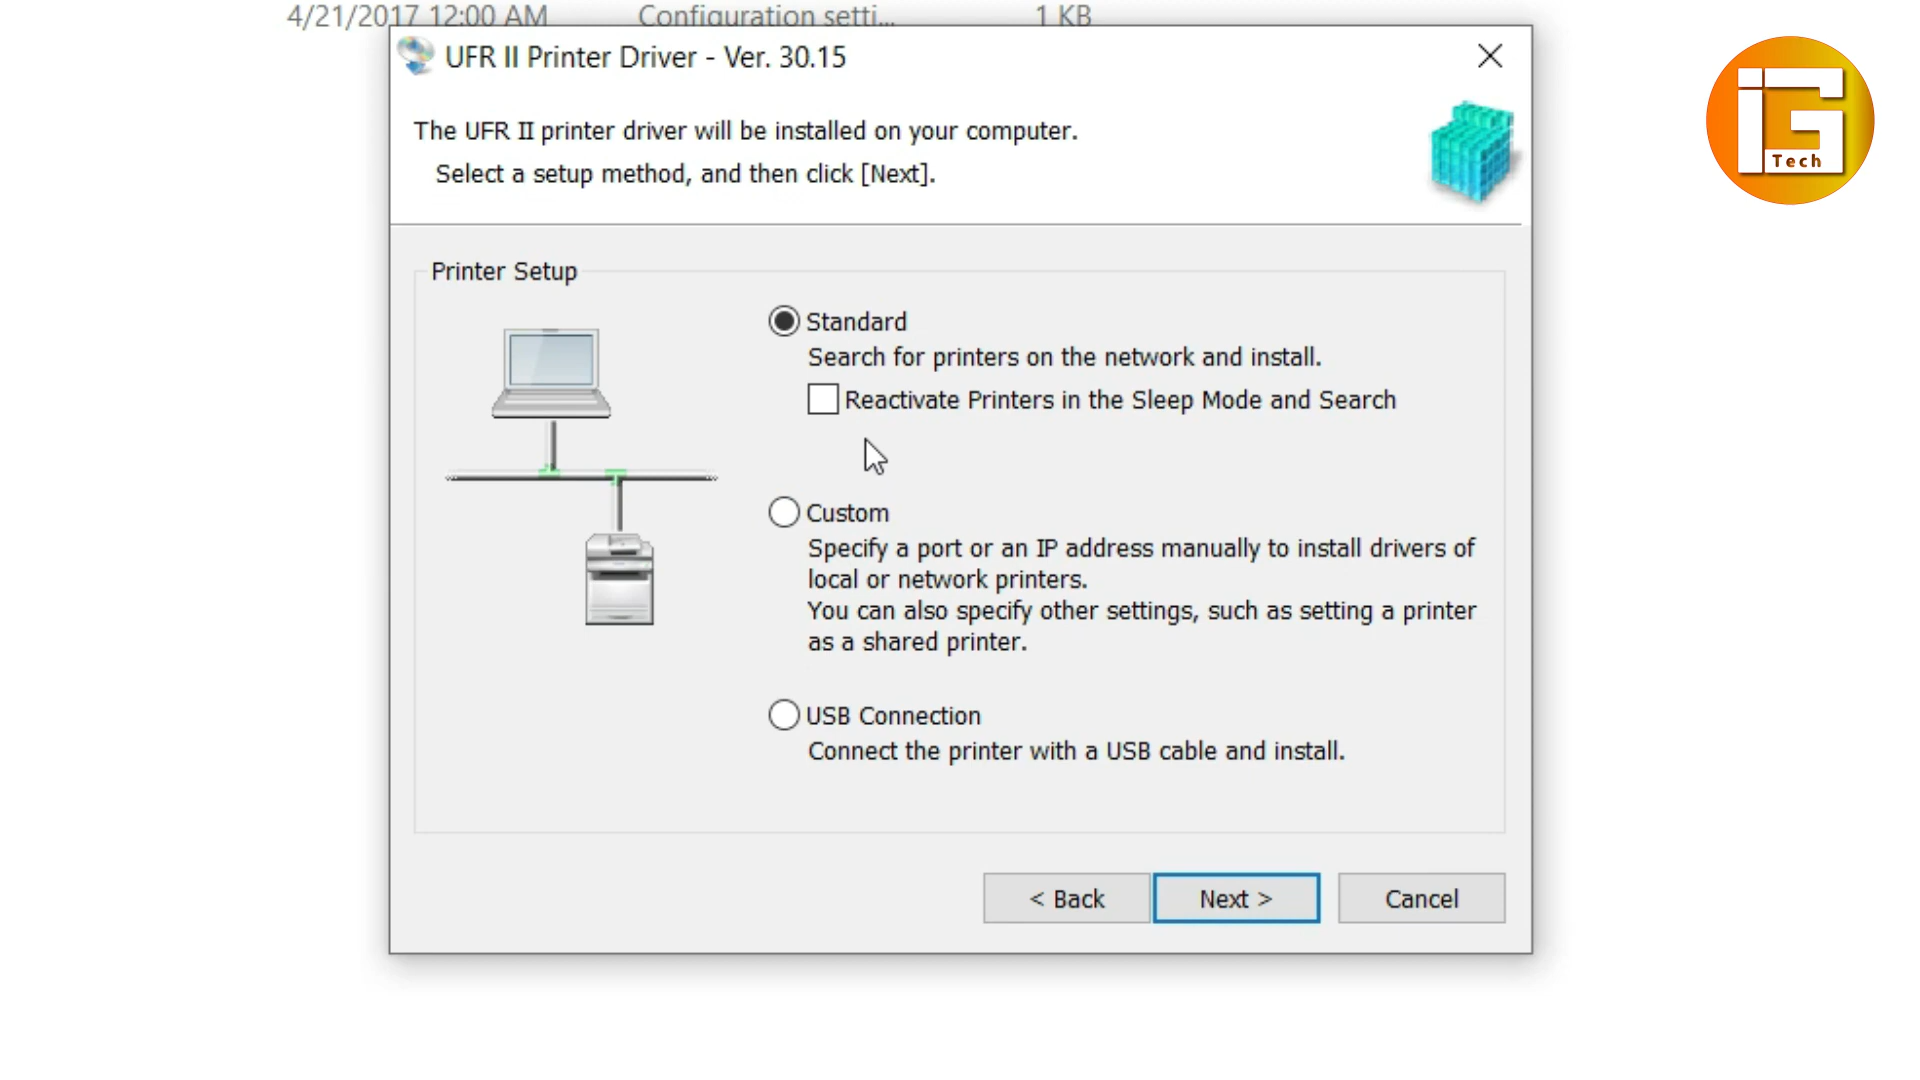 4/21/2017 12:00 AM Configuration setti... 1 KB
UFR II Printer Driver - Ver. 30.15
The UFR II printer driver will be installed on your computer.
Select a setup method, and then click [Next].
iG
Tech
Printer Setup
Standard
Search for printers on the network and install.
Reactivate Printers in the Sleep Mode and Search
Custom
Specify a port or an IP address manually to install drivers of
local or network printers.
You can also specify other settings, such as setting a printer
as a shared printer.
USB Connection
Connect the printer with a USB cable and install.
< Back Next > Cancel